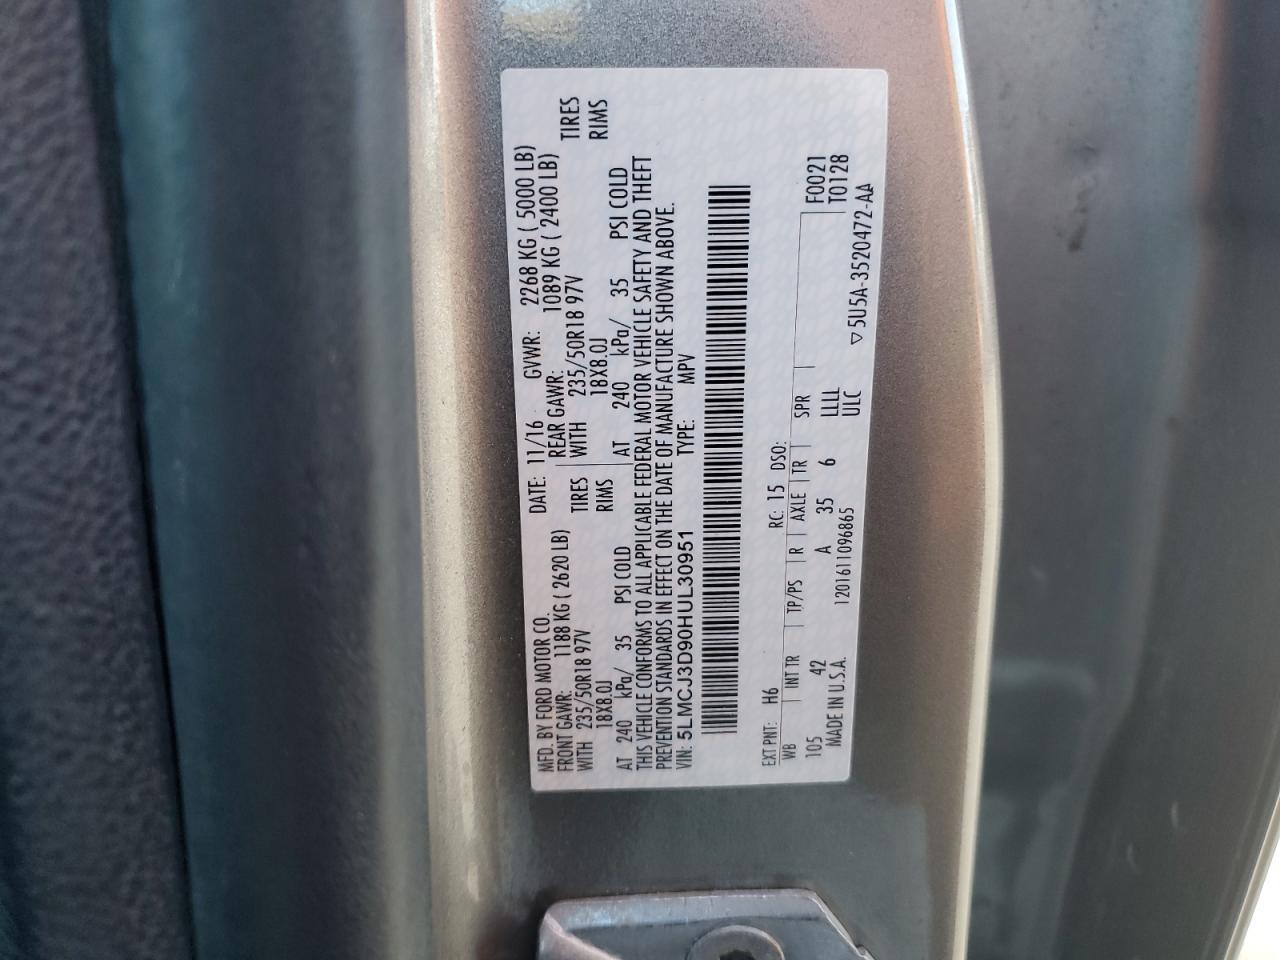 MFD. BY FORD MOTOR CO.
DATE: 11/16 GVWR: 2268 KG ( 5000 LB)
FRONT GAWR: 1188 KG ( 2620 LB) REAR GAWR: 1089 KG ( 2400 LB)
WITH 235/50R18 97V TIRES WITH 235/50R18 97V TIRES
18X8.0J RIMS 18X8.0J RIMS
AT 240 kPa/ 35 PSI COLD AT 240 kPa/ 35 PSI COLD
THIS VEHICLE CONFORMS TO ALL APPLICABLE FEDERAL MOTOR VEHICLE SAFETY AND THEFT
PREVENTION STANDARDS IN EFFECT ON THE DATE OF MANUFACTURE SHOWN ABOVE.
VIN: 5LMCJ3D90HUL30951 TYPE: MPV
EXT PNT: H6 RC: 15 DSO:
WB INT TR TP/PS R AXLE TR SPR F0021
105 42 A 35 6 LLLL T0128
MADE IN U.S.A. 1201611096865 ULC ▽5U5A-3520472-AA